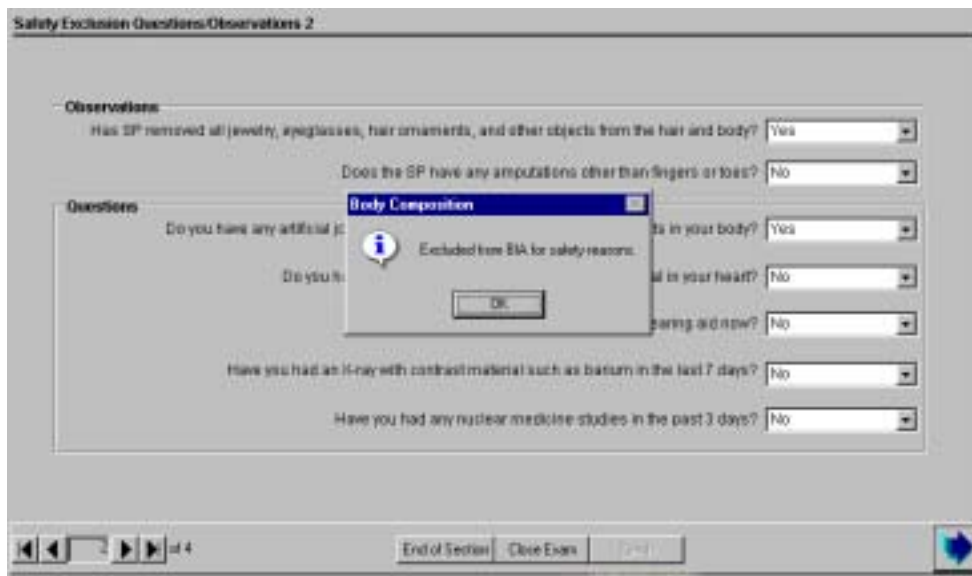 Safety Exclusion Questions/Observations 2
Observations
Has SP removed all jewelry, eyeglasses, hair ornaments, and other objects from the hair and body? Yes
Does the SP have any amputations other than fingers or toes? No
Questions
Body Composition
Do you have any artificial in your body? Yes
Excluded from BIA for safety reasons.
Do you in your heart? No
OK
aid now? No
Have you had an X-ray with contrast material such as barium in the last 7 days? No
Have you had any nuclear medicine studies in the past 3 days? No
2 of 4
End of Section Close Exam